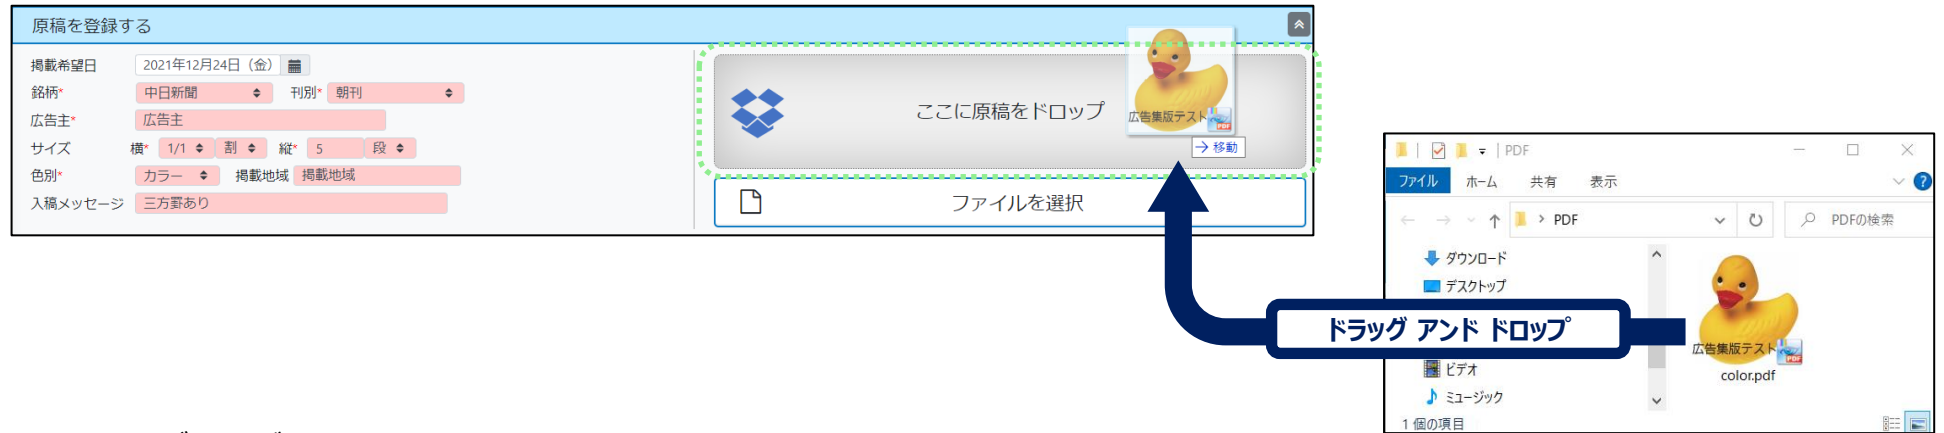 原稿を登録する
掲載希望日 2021年12月24日（金）
銘柄* 中日新聞 刊別* 朝刊
広告主* 広告主
サイズ 横* 1/1 割 縦* 5 段
色別* カラー 掲載地域 掲載地域
入稿メッセージ 三方罫あり
ここに原稿をドロップ
広告集版テスト
PDF
→ 移動
ファイルを選択
PDF
ファイル ホーム 共有 表示
PDF PDFの検索
ダウンロード
デスクトップ
ドラッグ アンド ドロップ
ビデオ
ミュージック
広告集版テスト
PDF
color.pdf
1 個の項目